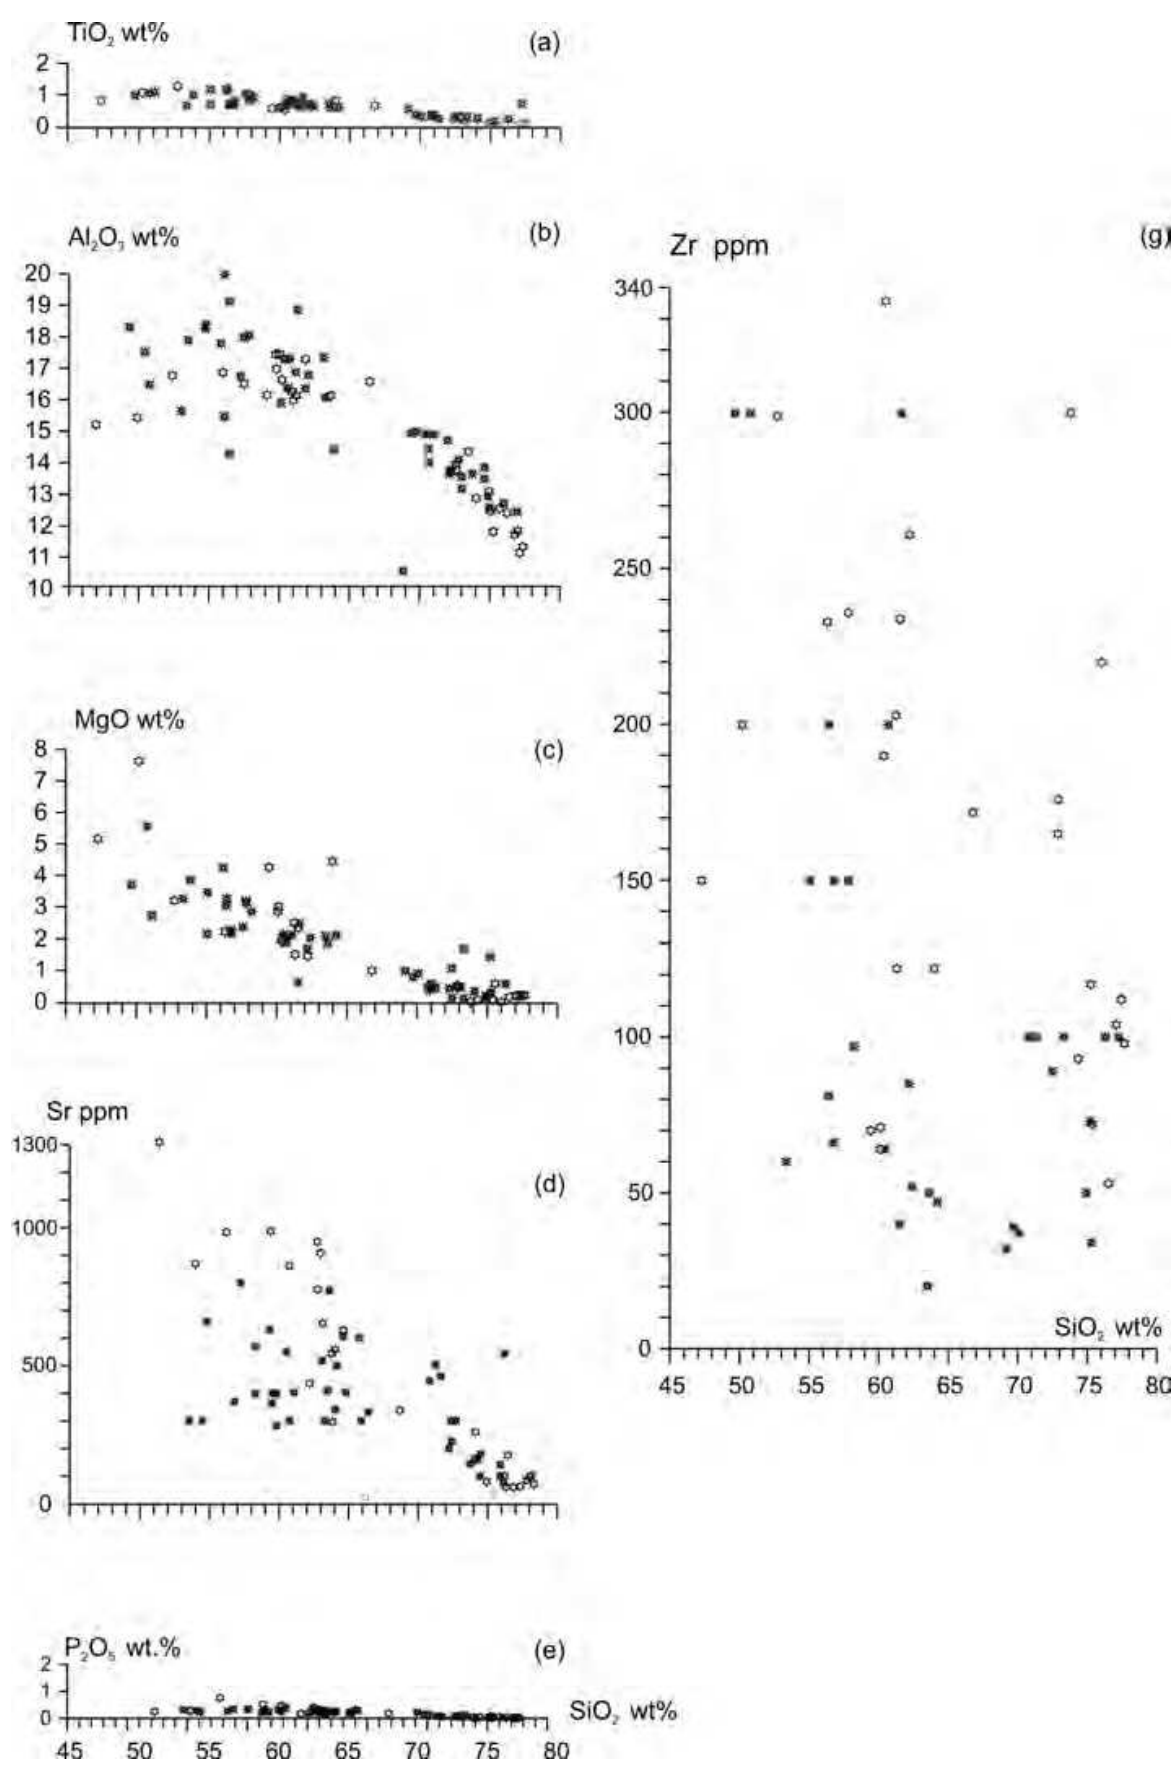 TiO₂ wt%
(a)
2
1
0
Al₂O₃ wt%
(b)
20
19
18
17
16
15
14
13
12
11
10
MgO wt%
(c)
8
7
6
5
4
3
2
1
0
Sr ppm
(d)
1300
1000
500
0
P₂O₅ wt.%
(e)
2
1
0
SiO₂ wt%
45 50 55 60 65 70 75 80
Zr ppm
(g)
340
300
250
200
150
100
50
0
SiO₂ wt%
45 50 55 60 65 70 75 80